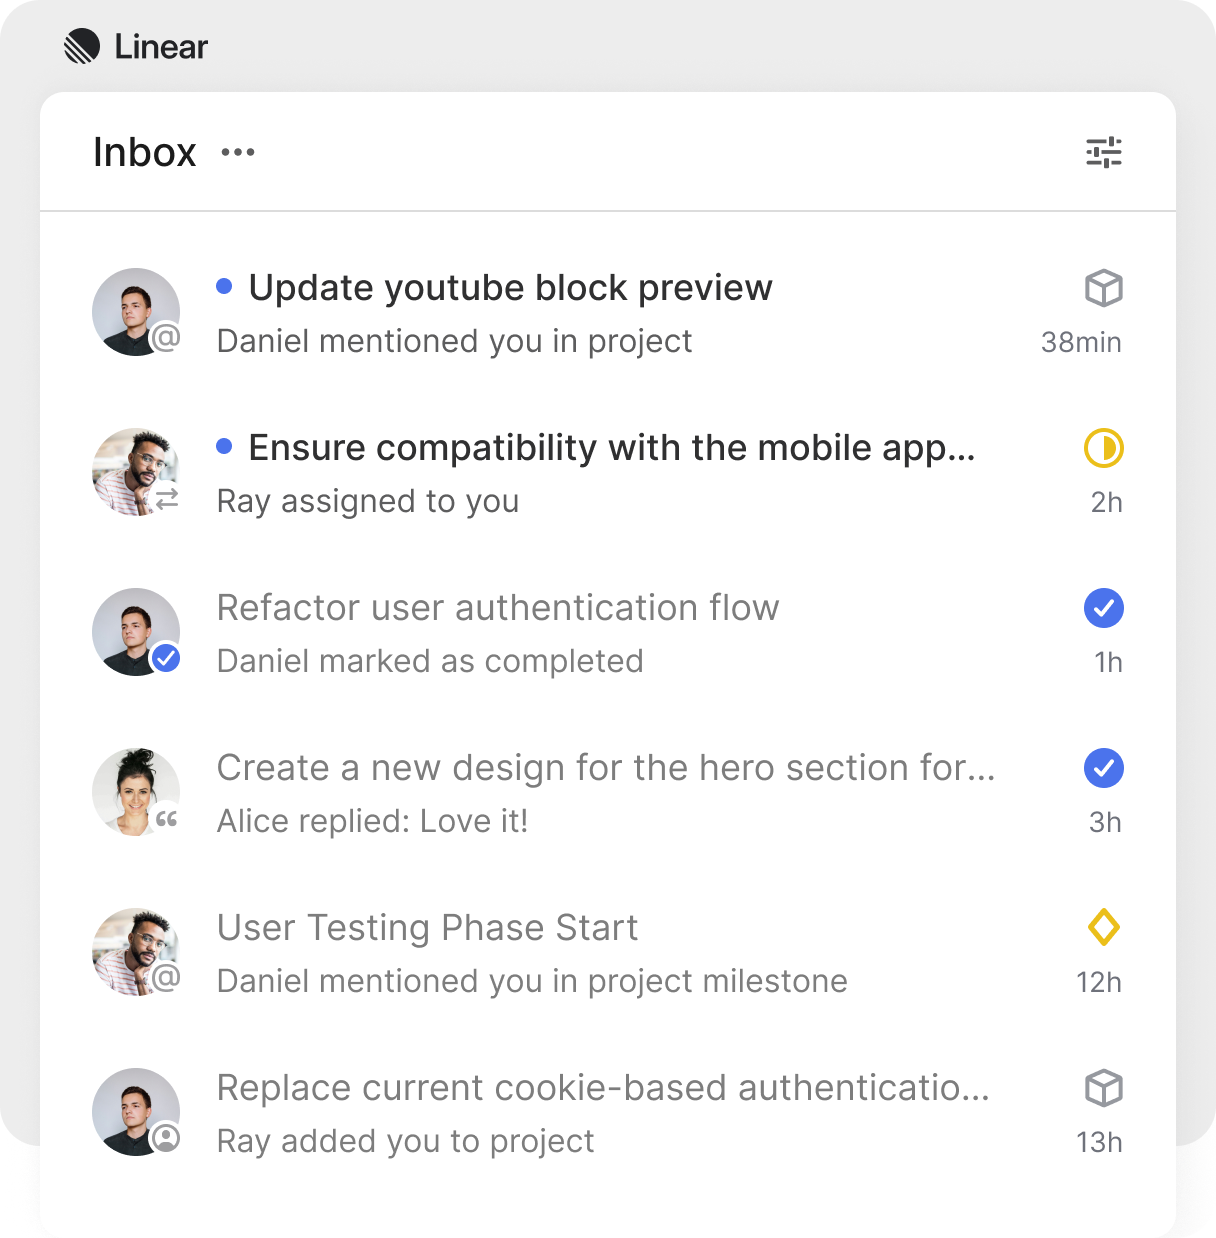 Linear
Inbox
Update youtube block preview
Daniel mentioned you in project
38min
Ensure compatibility with the mobile app...
Ray assigned to you
2h
Refactor user authentication flow
Daniel marked as completed
1h
Create a new design for the hero section for...
Alice replied: Love it!
3h
User Testing Phase Start
Daniel mentioned you in project milestone
12h
Replace current cookie-based authenticatio...
Ray added you to project
13h